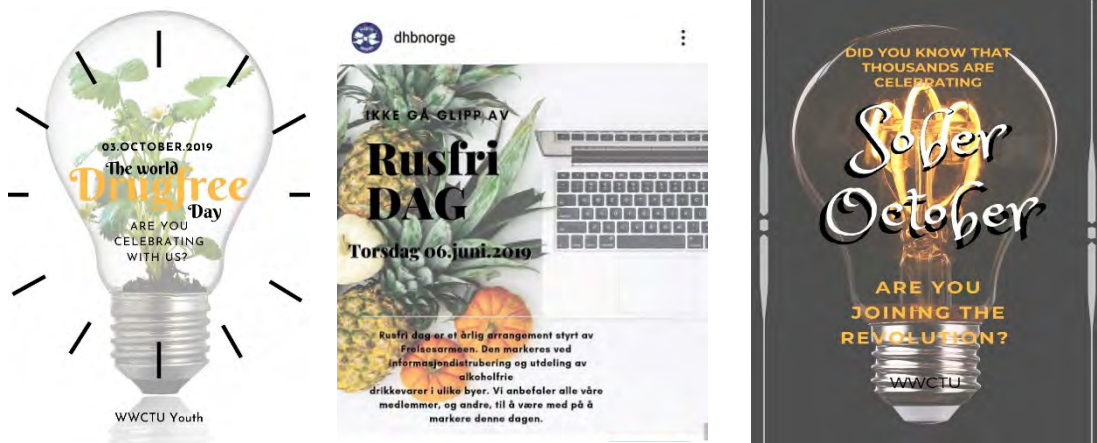 03.OCTOBER.2019
The world
Drugfree
Day
ARE YOU
CELEBRATING
WITH US?
WWCTU Youth
dhbnorge
IKKE GÅ GLIPP AV
Rusfri
DAG
Torsdag 06.juni.2019
Rusfri dag er et årlig arrangement styrt av
Frelsesarmeen. Den markeres ved
informasjondistrubering og utdeling av
alkoholfrie
drikkevarer i ulike byer. Vi anbefaler alle våre
medlemmer, og andre, til å være med på å
markere denne dagen.
DID YOU KNOW THAT
THOUSANDS ARE
CELEBRATING
Sober
October
ARE YOU
JOINING THE
REVOLUTION?
WWCTU